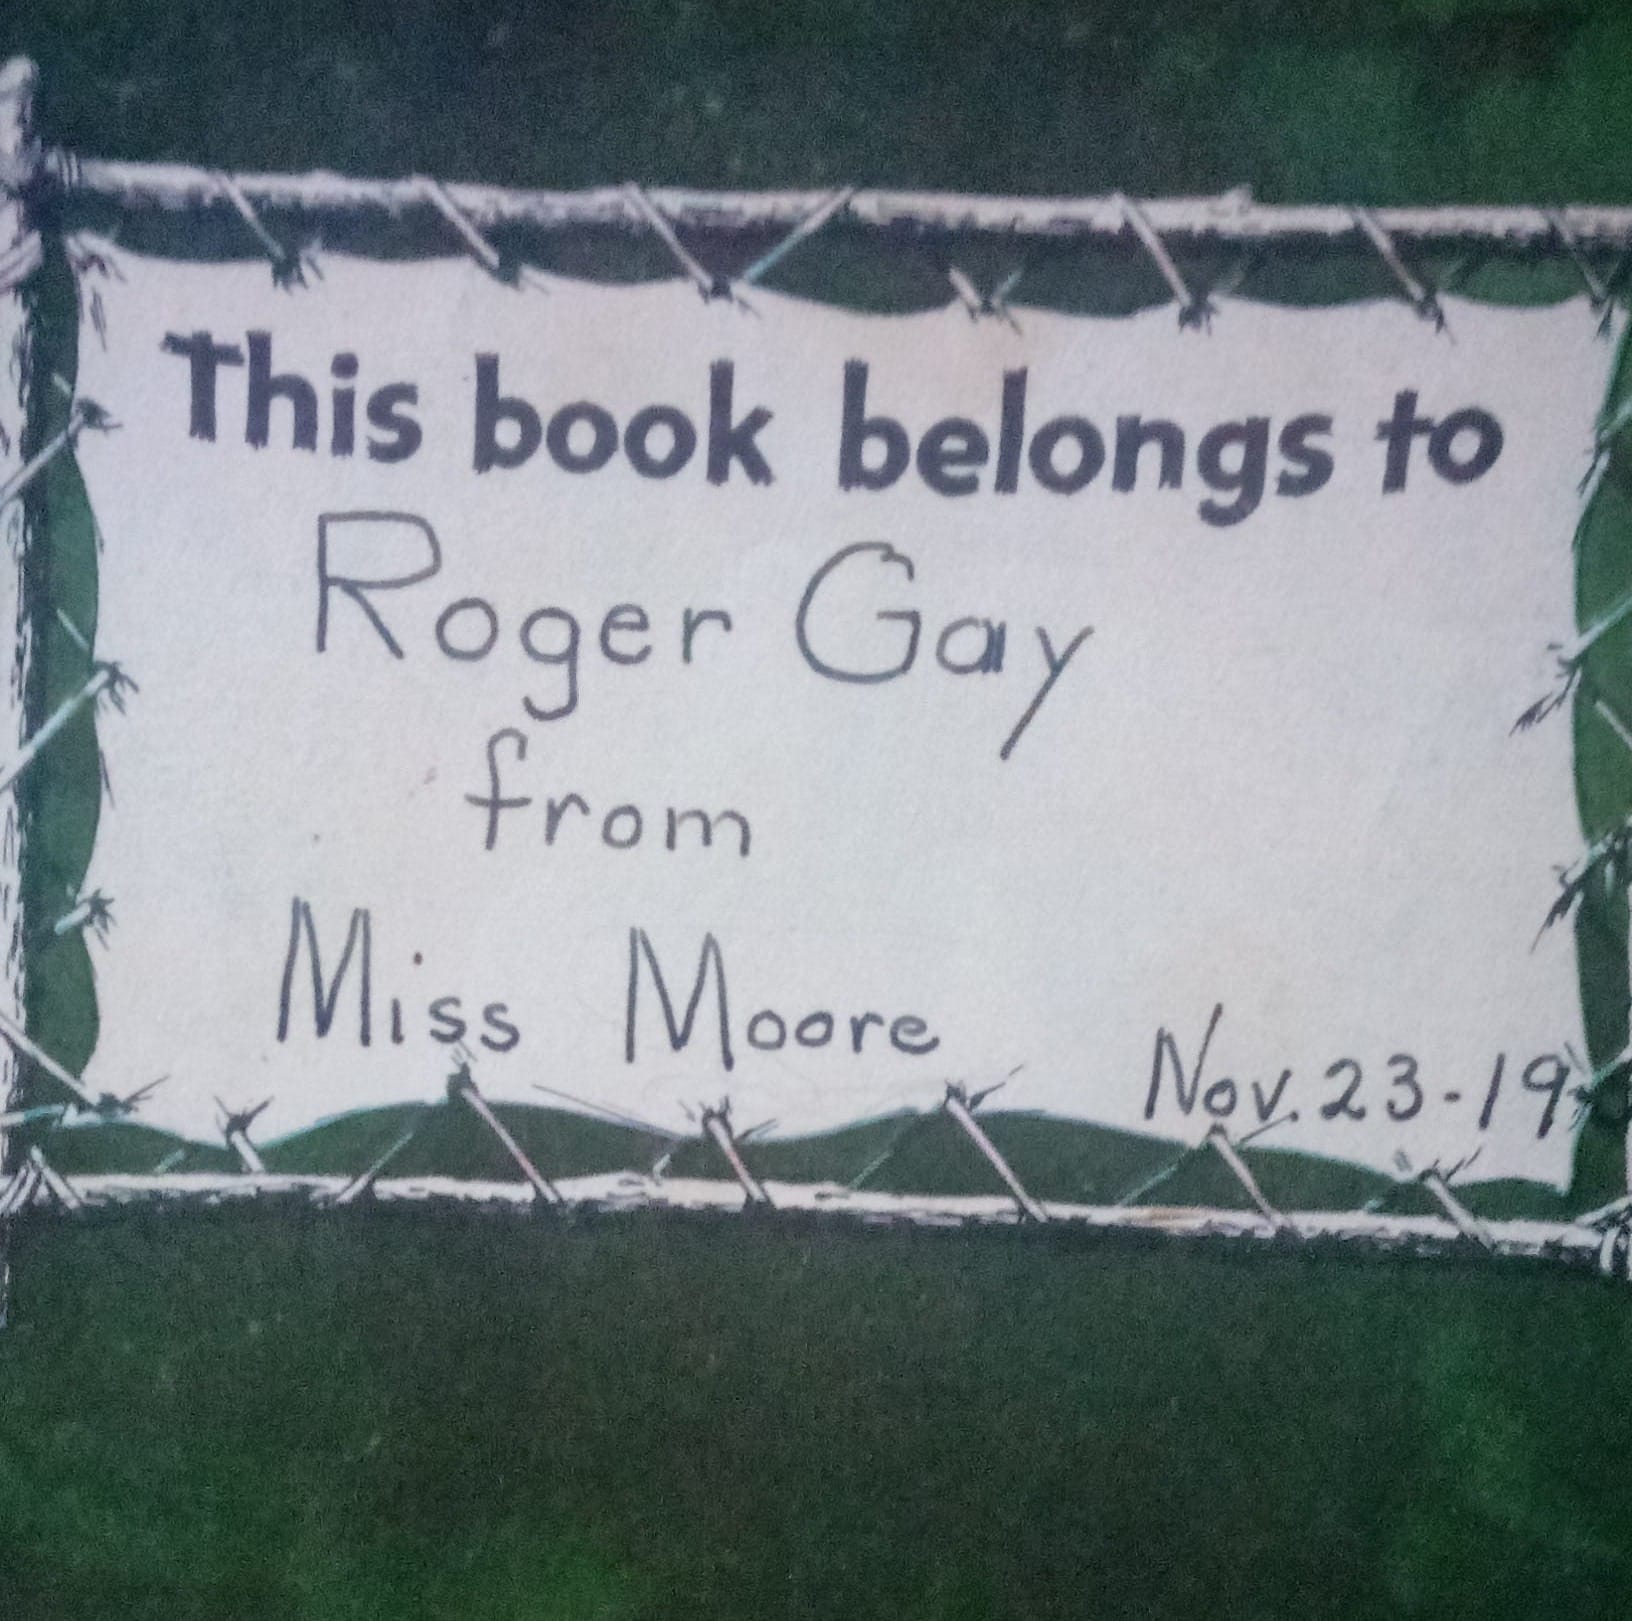 This book belongs to
Roger Gay
from
Miss Moore
Nov. 23-19